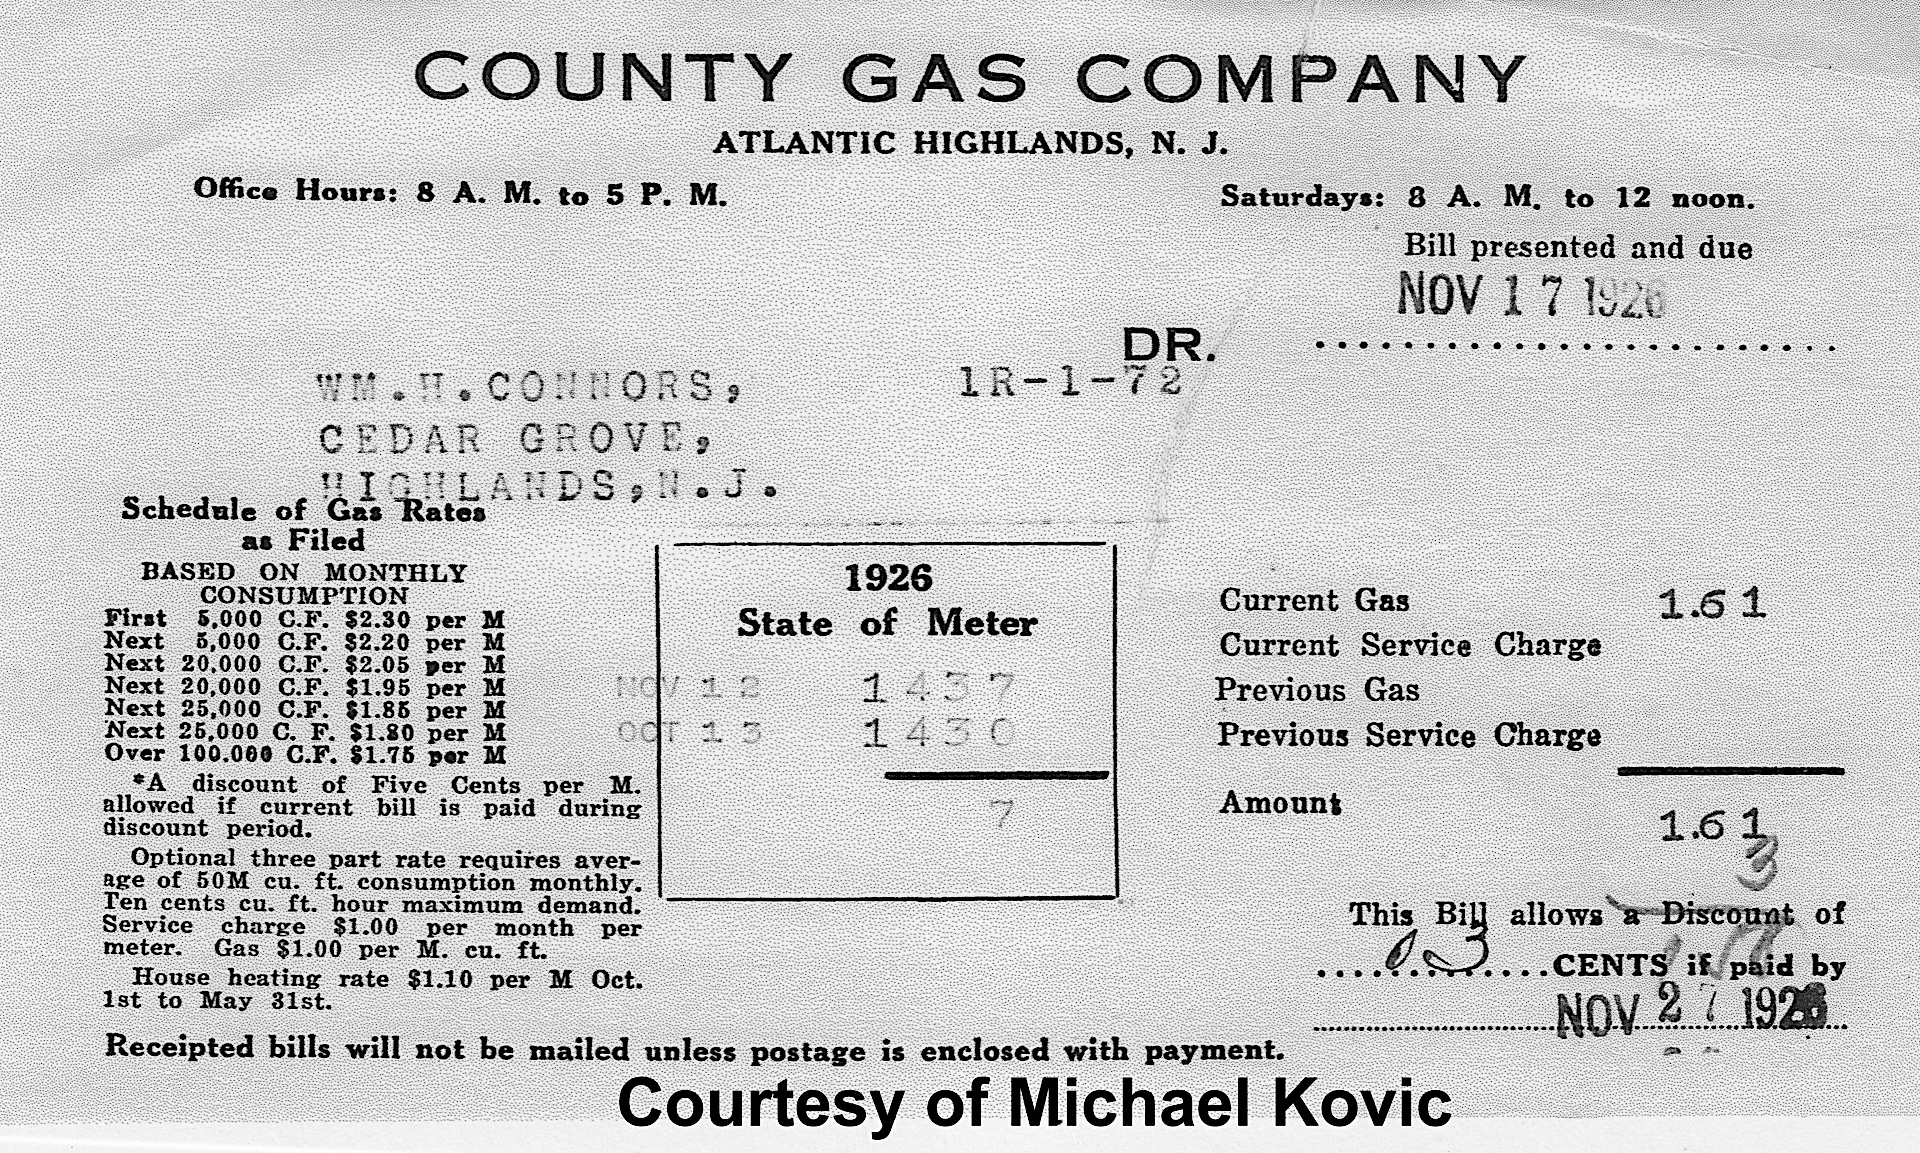 COUNTY GAS COMPANY
ATLANTIC HIGHLANDS, N. J.
Office Hours: 8 A. M. to 5 P. M.
Saturdays: 8 A. M. to 12 noon.
Bill presented and due
NOV 17 1926
DR.
WM.H.CONNORS,
1R-1-72
CEDAR GROVE,
HIGHLANDS,N.J.
Schedule of Gas Rates
as Filed
BASED ON MONTHLY
CONSUMPTION
First 5,000 C.F. $2.30 per M
Next 5,000 C.F. $2.20 per M
Next 20,000 C.F. $2.05 per M
Next 20,000 C.F. $1.95 per M
Next 25,000 C.F. $1.85 per M
Next 25,000 C. F. $1.80 per M
Over 100.000 C.F. $1.75 per M
*A discount of Five Cents per M.
allowed if current bill is paid during
discount period.
Optional three part rate requires aver-
age of 50M cu. ft. consumption monthly.
Ten cents cu. ft. hour maximum demand.
Service charge $1.00 per month per
meter. Gas $1.00 per M. cu. ft.
House heating rate $1.10 per M Oct.
1st to May 31st.
1926
State of Meter
NOV 12 1437
OCT 13 1430
7
Current Gas 1.61
Current Service Charge
Previous Gas
Previous Service Charge
Amount
1.61
3
This Bill allows a Discount of
03 CENTS if paid by
NOV 27 1926
Receipted bills will not be mailed unless postage is enclosed with payment.
Courtesy of Michael Kovic